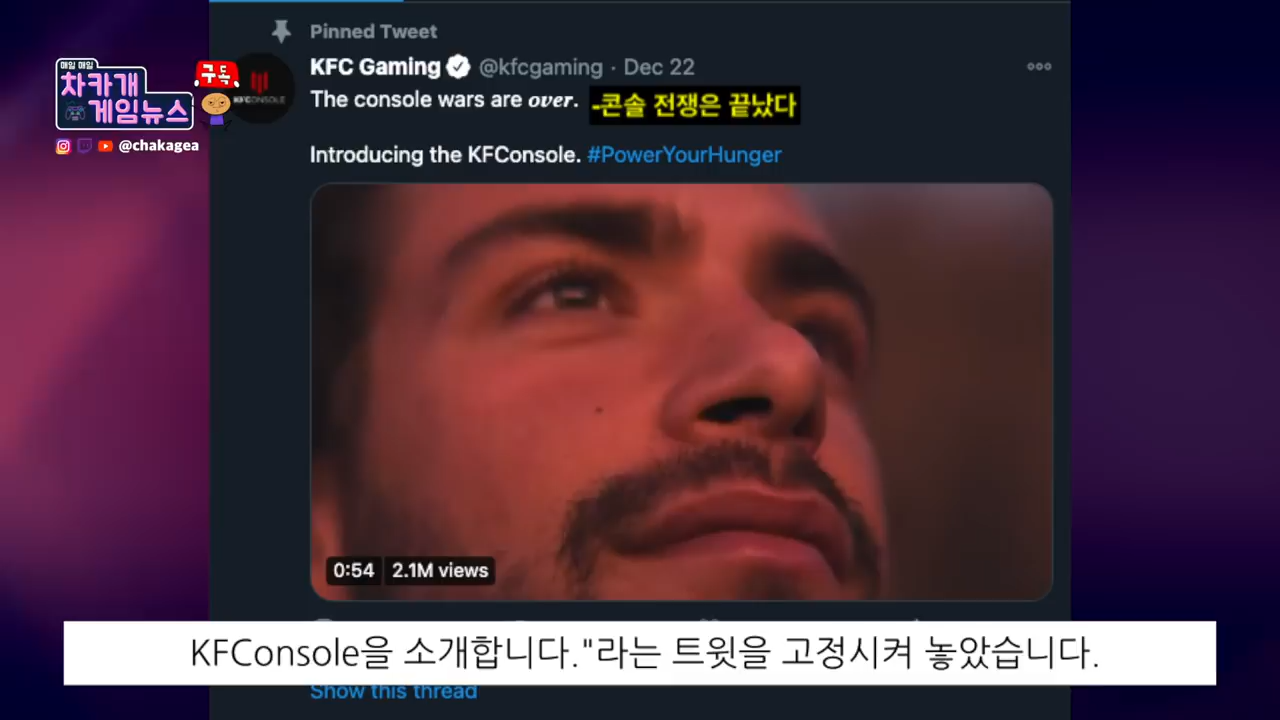 Pinned Tweet
KFC Gaming @kfcgaming · Dec 22
The console wars are over.
-콘솔 전쟁은 끝났다
Introducing the KFConsole. #PowerYourHunger
매일 매일
차카개
게임뉴스
구독
@chakagea
KFCONSOLE
0:54 2.1M views
KFConsole을 소개합니다."라는 트윗을 고정시켜 놓았습니다.
Show this thread